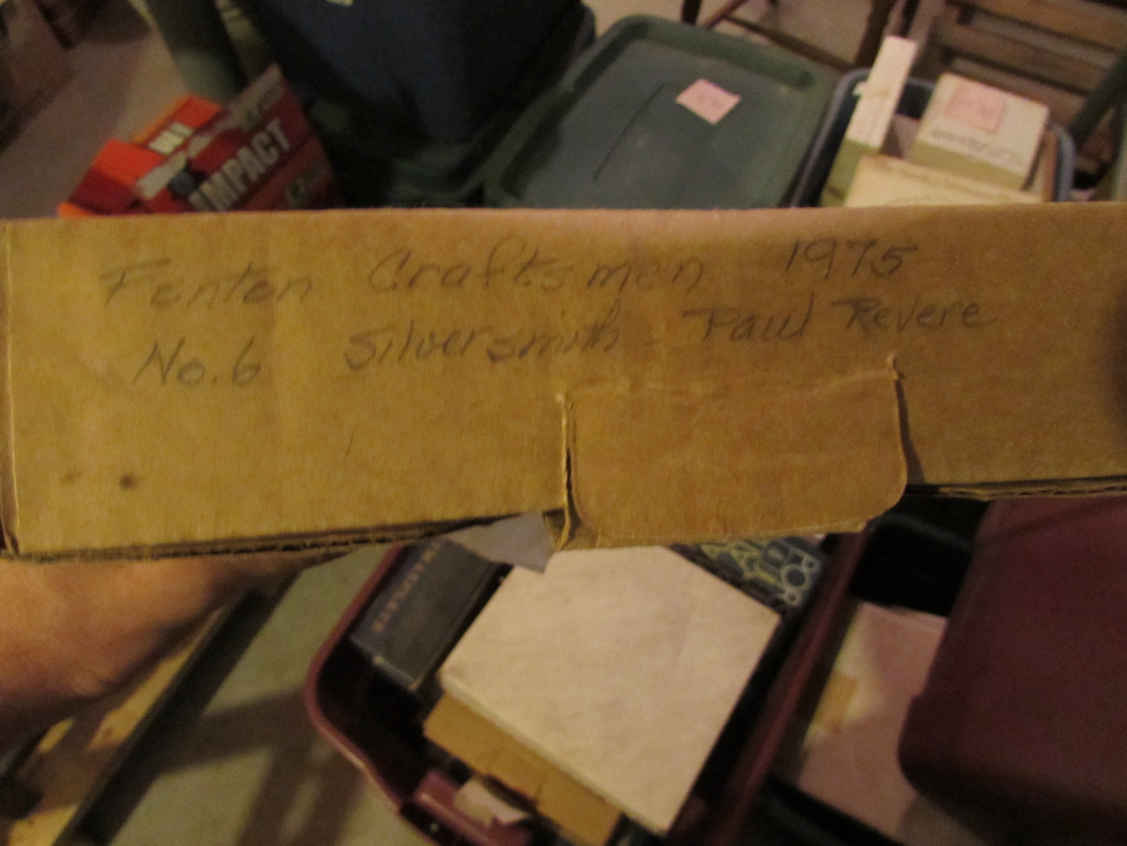 IMPACT
Fenton Craftsmen 1975
No.6 Silversmith - Paul Revere